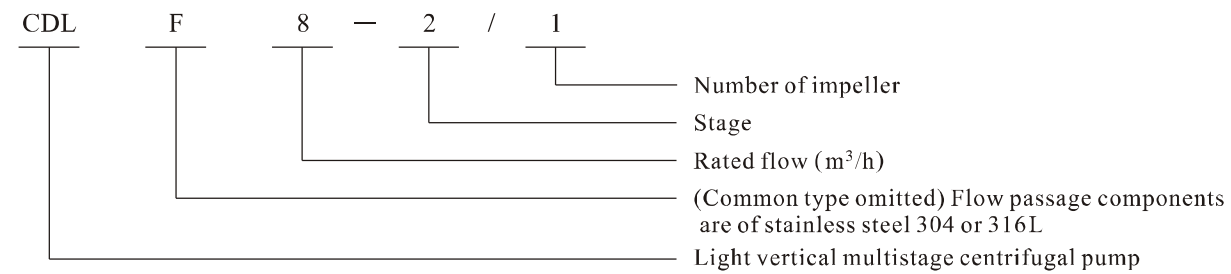 CDL F 8 — 2 / 1
Number of impeller
Stage
Rated flow (m³/h)
(Common type omitted) Flow passage components
are of stainless steel 304 or 316L
Light vertical multistage centrifugal pump